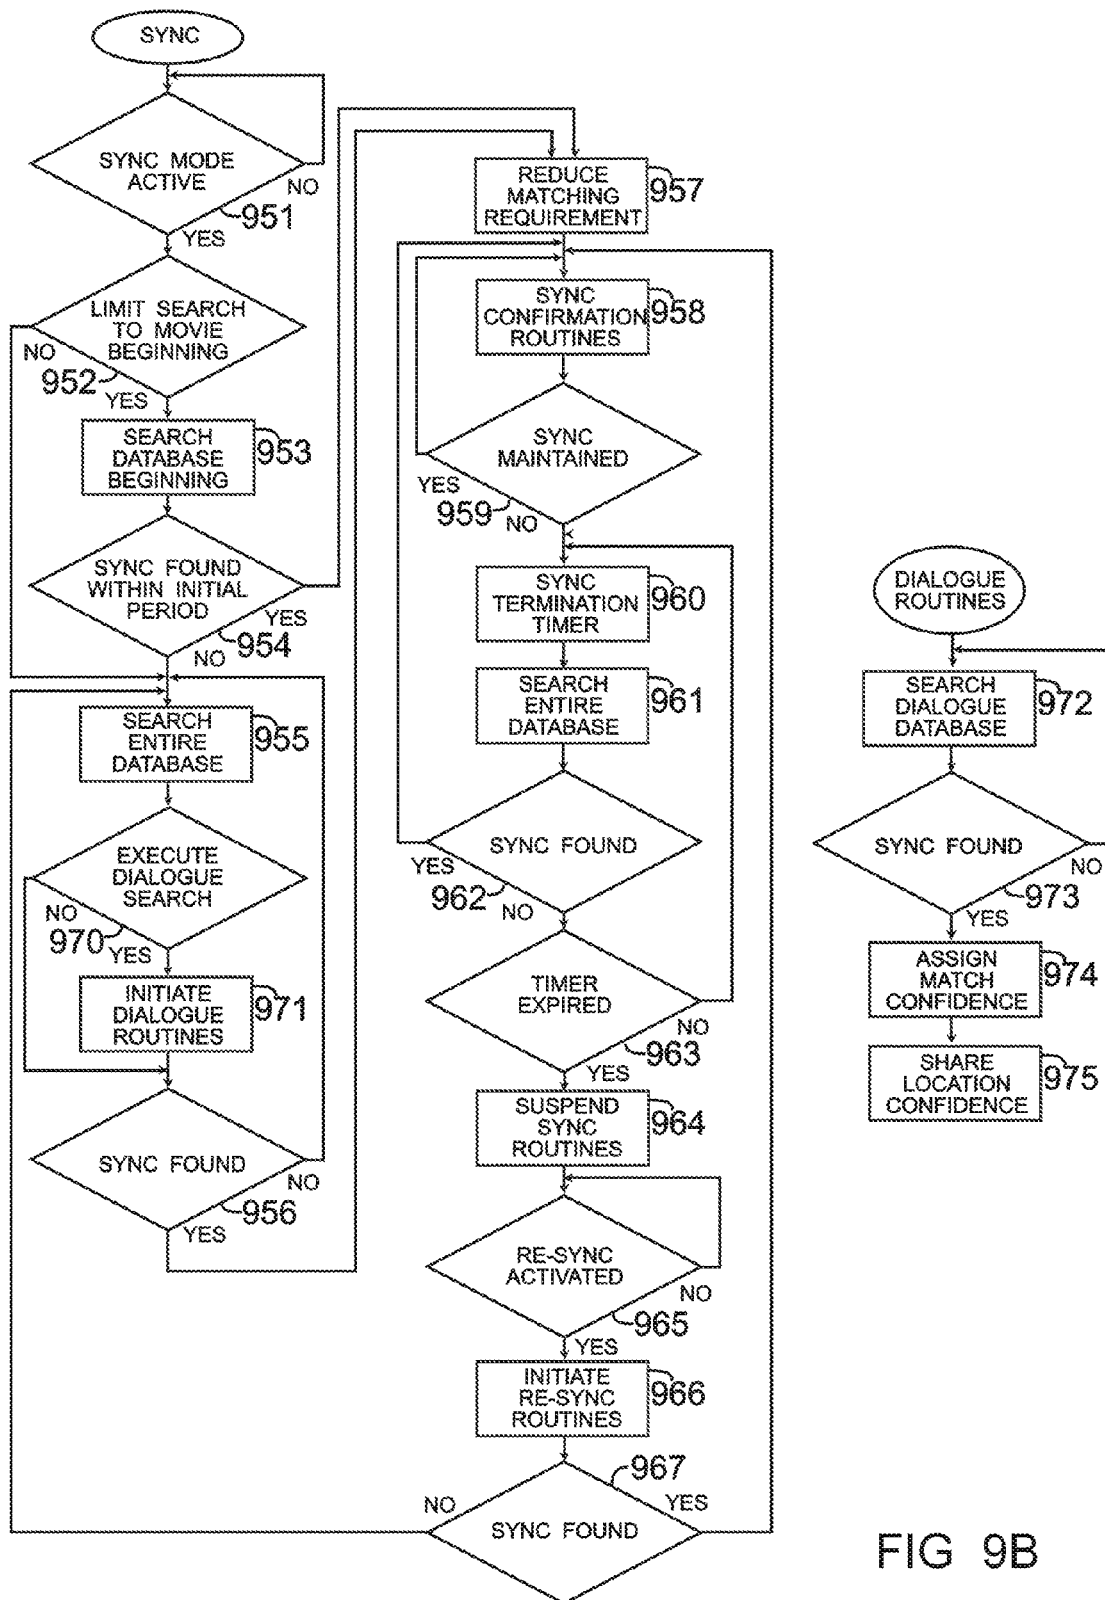 SYNC
SYNC MODE
ACTIVE
NO
951
YES
LIMIT SEARCH
TO MOVIE
BEGINNING
NO
952
YES
SEARCH
DATABASE
BEGINNING
953
SYNC FOUND
WITHIN INITIAL
PERIOD
YES
954
NO
SEARCH
ENTIRE
DATABASE
955
EXECUTE
DIALOGUE
SEARCH
NO
970
YES
INITIATE
DIALOGUE
ROUTINES
971
SYNC FOUND
NO
956
YES
REDUCE
MATCHING
REQUIREMENT
957
SYNC
CONFIRMATION
ROUTINES
958
SYNC
MAINTAINED
YES
959
NO
SYNC
TERMINATION
TIMER
960
SEARCH
ENTIRE
DATABASE
961
SYNC FOUND
YES
962
NO
TIMER
EXPIRED
NO
963
YES
SUSPEND
SYNC
ROUTINES
964
RE-SYNC
ACTIVATED
NO
965
YES
INITIATE
RE-SYNC
ROUTINES
966
967
NO
YES
SYNC FOUND
DIALOGUE
ROUTINES
SEARCH
DIALOGUE
DATABASE
972
SYNC FOUND
NO
973
YES
ASSIGN
MATCH
CONFIDENCE
974
SHARE
LOCATION
CONFIDENCE
975
FIG 9B